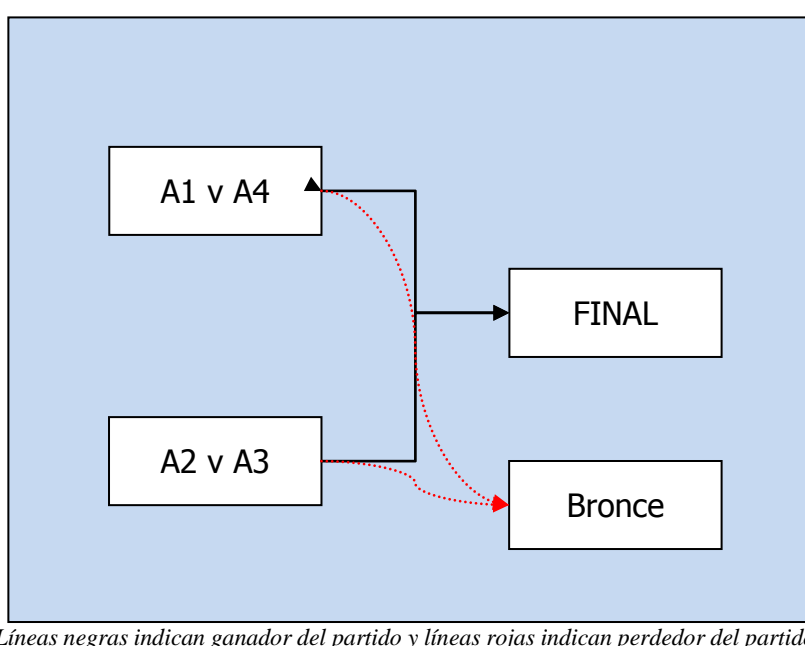 A1 v A4
FINAL
A2 v A3
Bronce
Líneas negras indican ganador del partido y líneas rojas indican perdedor del partido